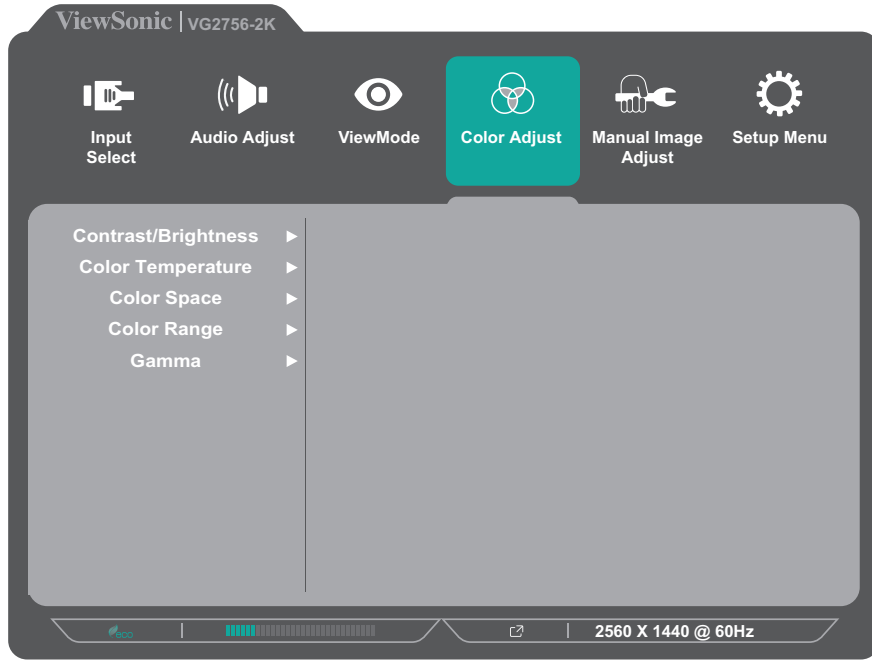 ViewSonic | VG2756-2K
Input Select
Audio Adjust
ViewMode
Color Adjust
Manual Image Adjust
Setup Menu
Contrast/Brightness
Color Temperature
Color Space
Color Range
Gamma
eco
2560 X 1440 @ 60Hz